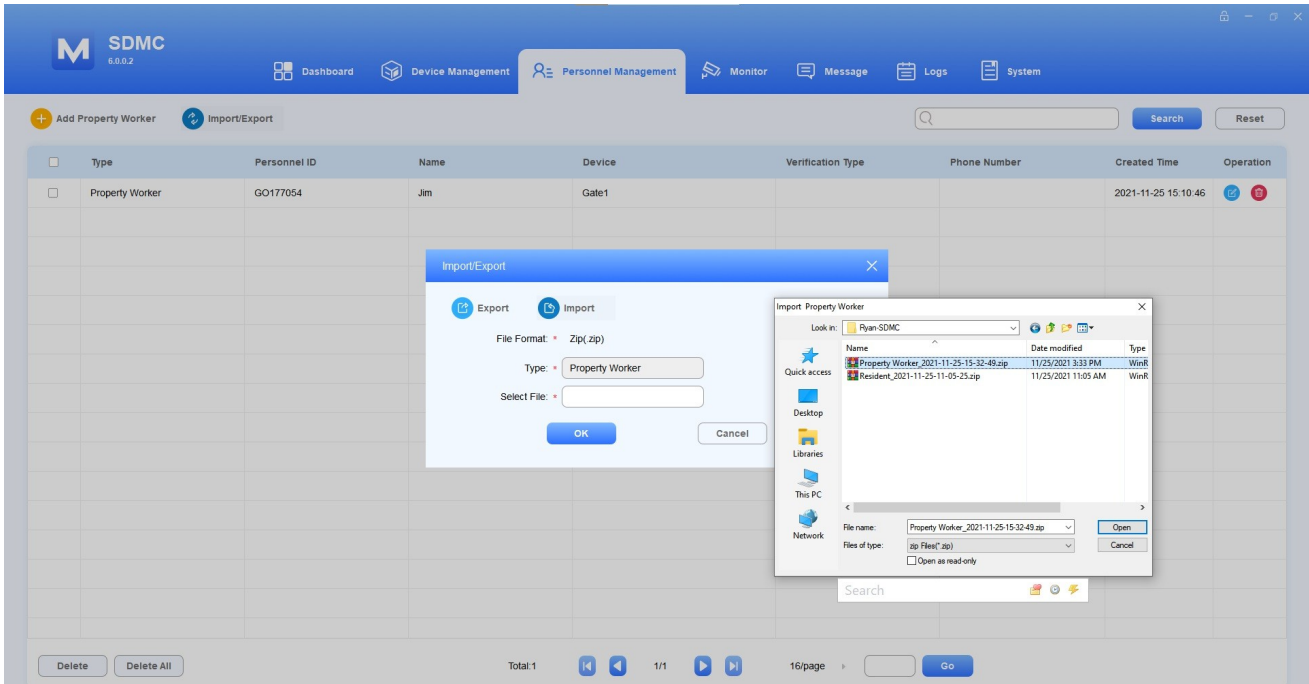 SDMC
6.0.0.2
Dashboard
Device Management
Personnel Management
Monitor
Message
Logs
System
Add Property Worker
Import/Export
Search
Reset
Type Personnel ID Name Device Verification Type Phone Number Created Time Operation
Property Worker GO177054 Jim Gate1 2021-11-25 15:10:46
Import/Export
Export Import
File Format: * Zip(.zip)
Type: * Property Worker
Select File: *
OK Cancel
Import Property Worker
Look in: Ryan-SDMC
Name Date modified Type
Property Worker_2021-11-25-15-32-49.zip 11/25/2021 3:33 PM WinR
Resident_2021-11-25-11-05-25.zip 11/25/2021 11:05 AM WinR
Quick access
Desktop
Libraries
This PC
Network
File name: Property Worker_2021-11-25-15-32-49.zip Open
Files of type: zip Files(*.zip) Cancel
Open as read-only
Search
Delete Delete All Total:1 1/1 16/page Go